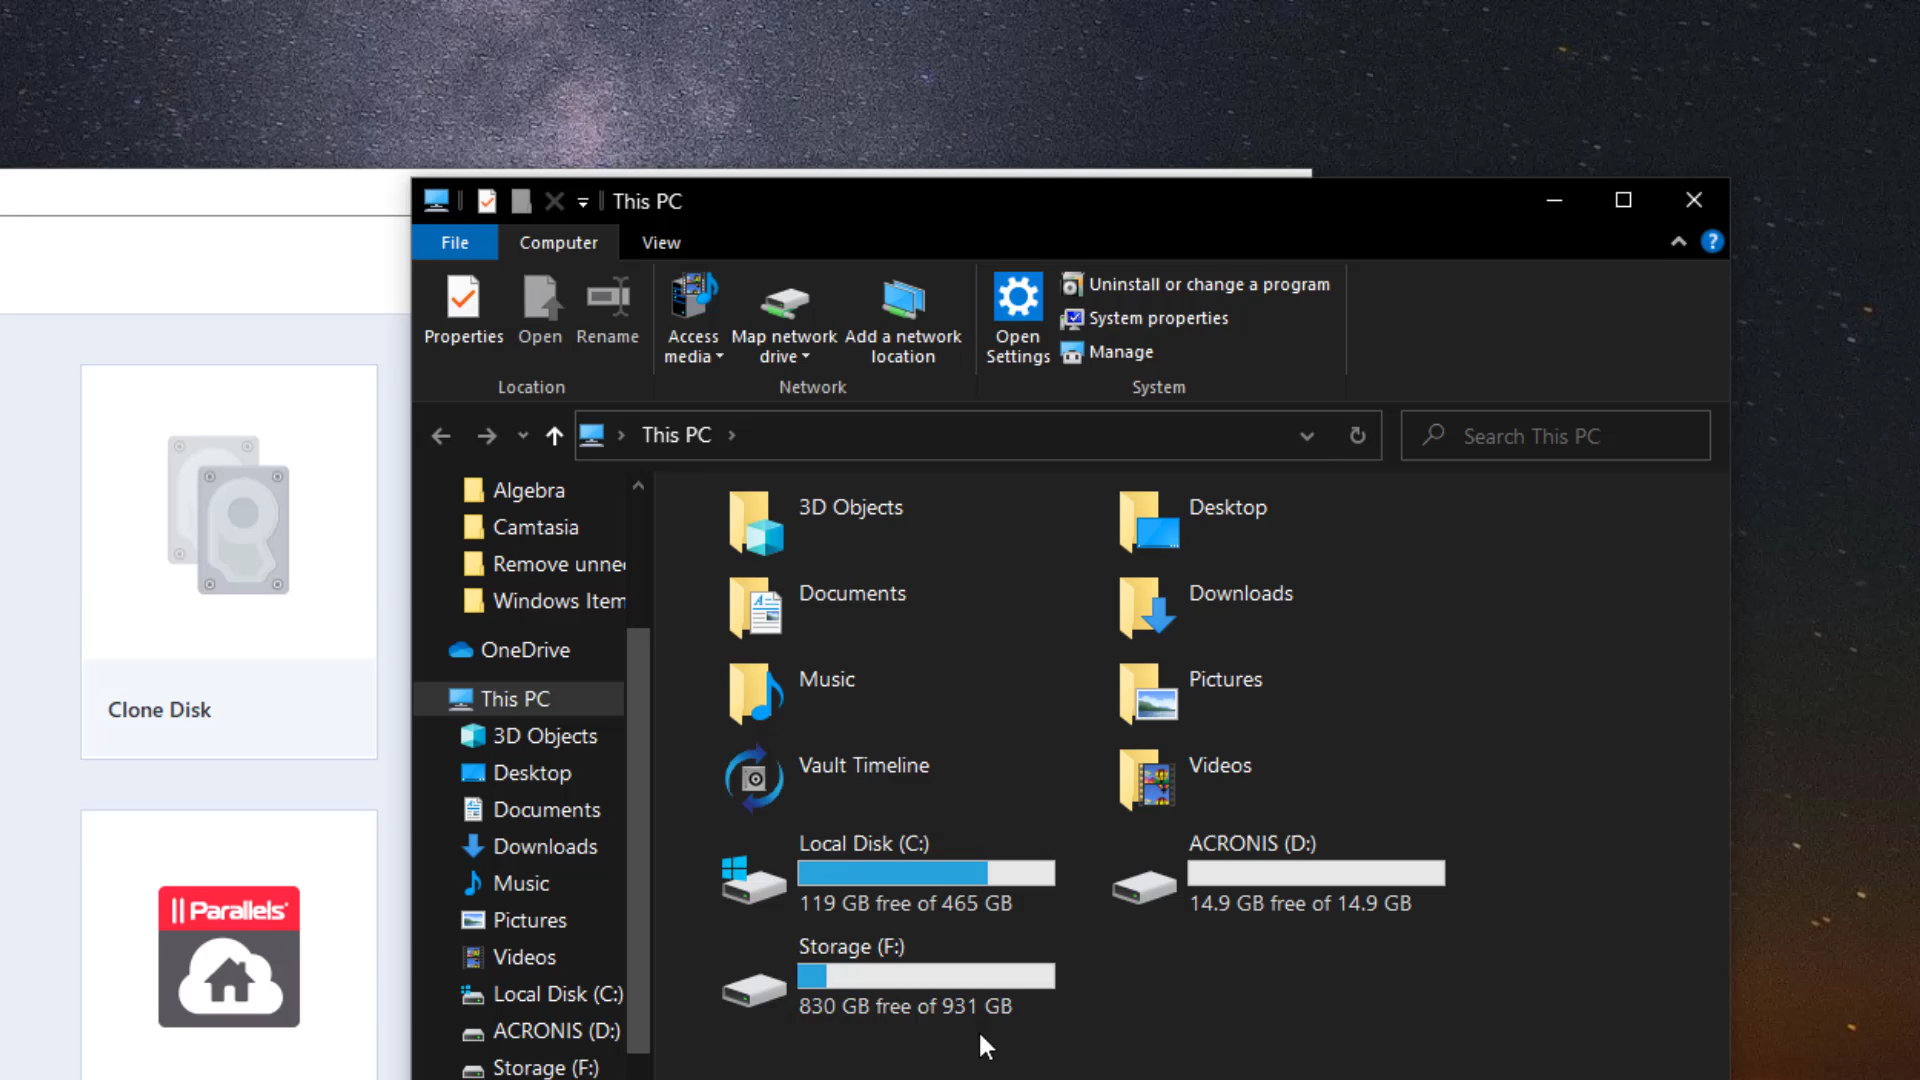 This PC
File
Computer
View
Properties
Open
Rename
Access
media
Map network
drive
Add a network
location
Open
Settings
Uninstall or change a program
System properties
Manage
Location
Network
System
This PC
Search This PC
Algebra
Camtasia
Remove unne
Windows Item
OneDrive
This PC
3D Objects
Desktop
Documents
Downloads
Music
Pictures
Videos
Local Disk (C:)
ACRONIS (D:)
Storage (F:)
3D Objects
Desktop
Documents
Downloads
Music
Pictures
Vault Timeline
Videos
Local Disk (C:)
119 GB free of 465 GB
ACRONIS (D:)
14.9 GB free of 14.9 GB
Storage (F:)
830 GB free of 931 GB
Clone Disk
Parallels